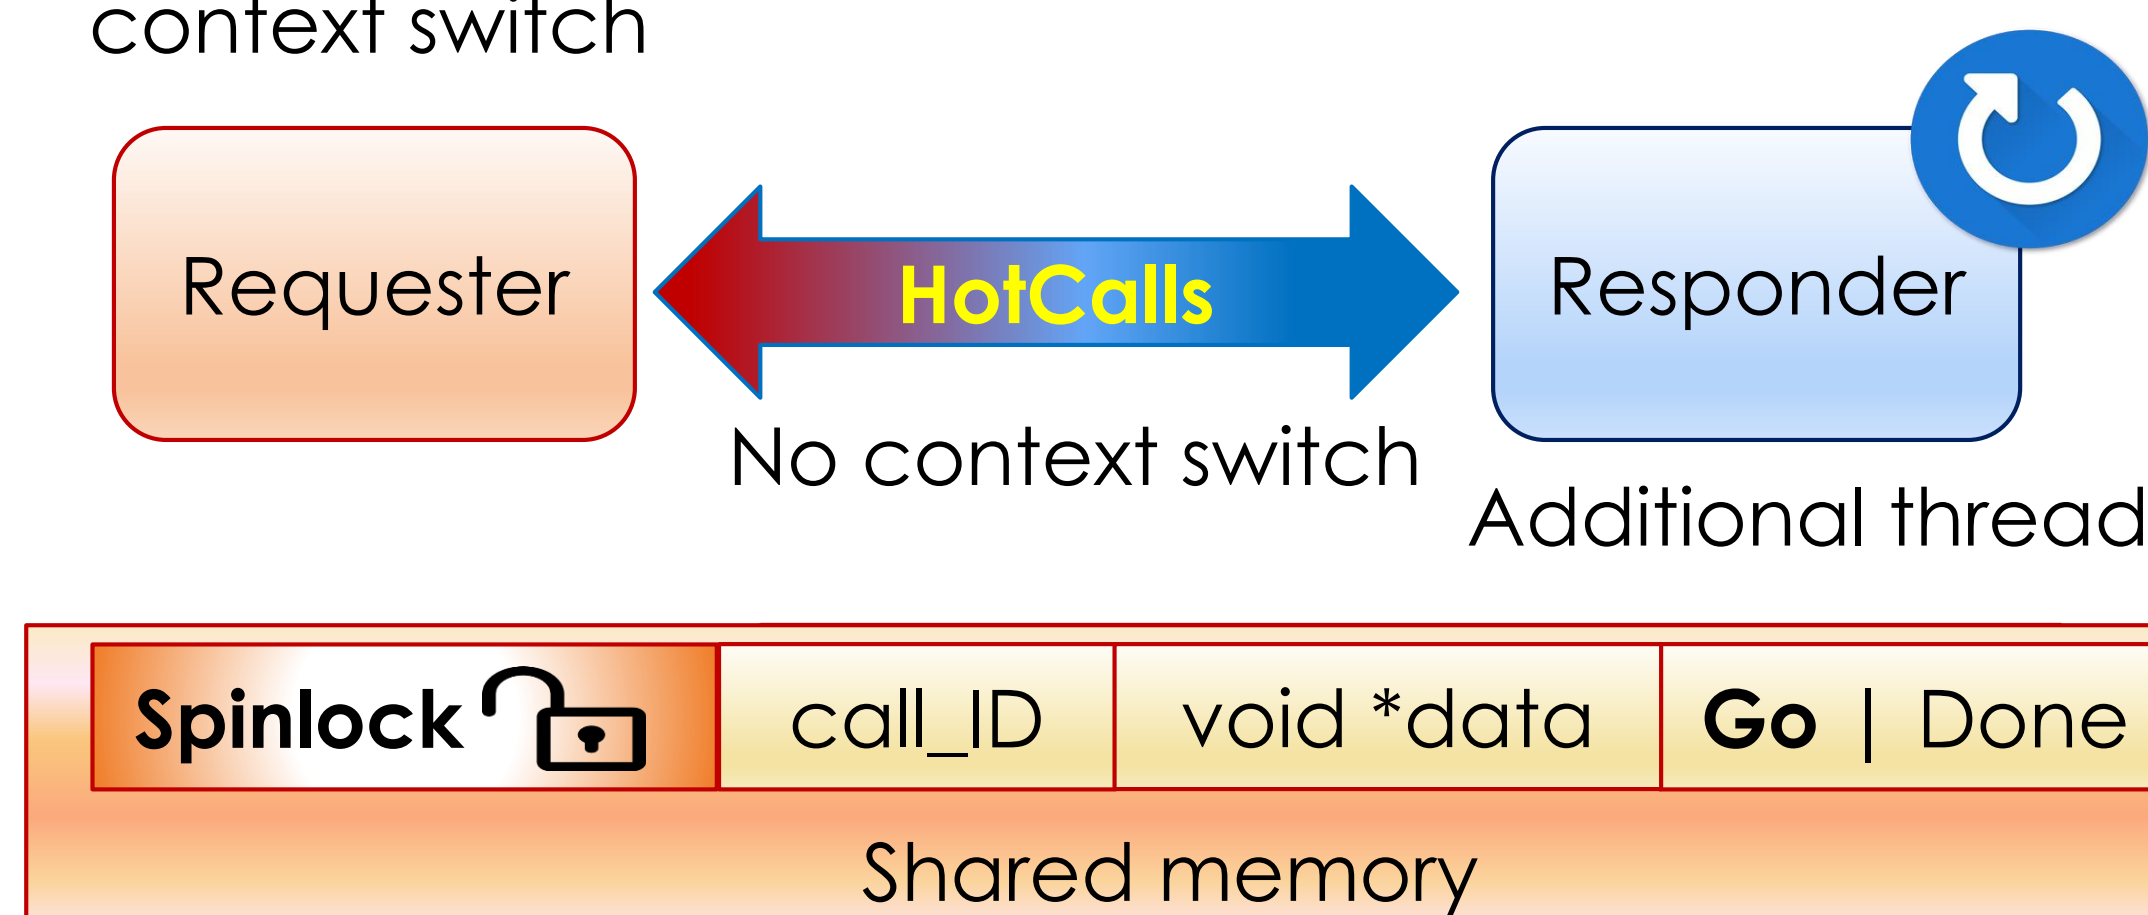 context switch
Requester
HotCalls
Responder
No context switch
Additional thread
Spinlock call_ID void *data Go | Done
Shared memory